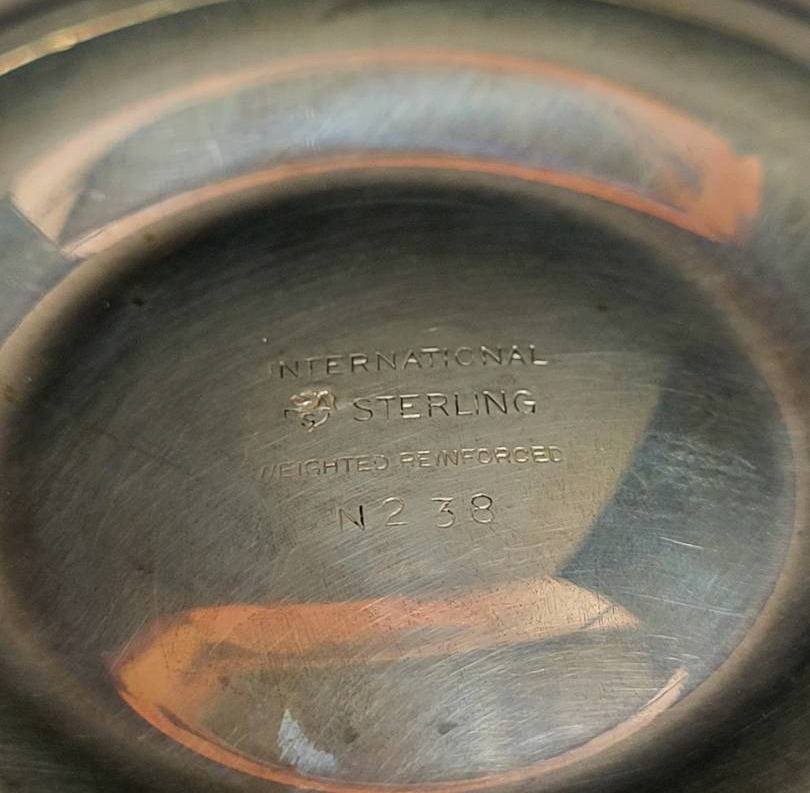 INTERNATIONAL
STERLING
WEIGHTED REINFORCED
N238